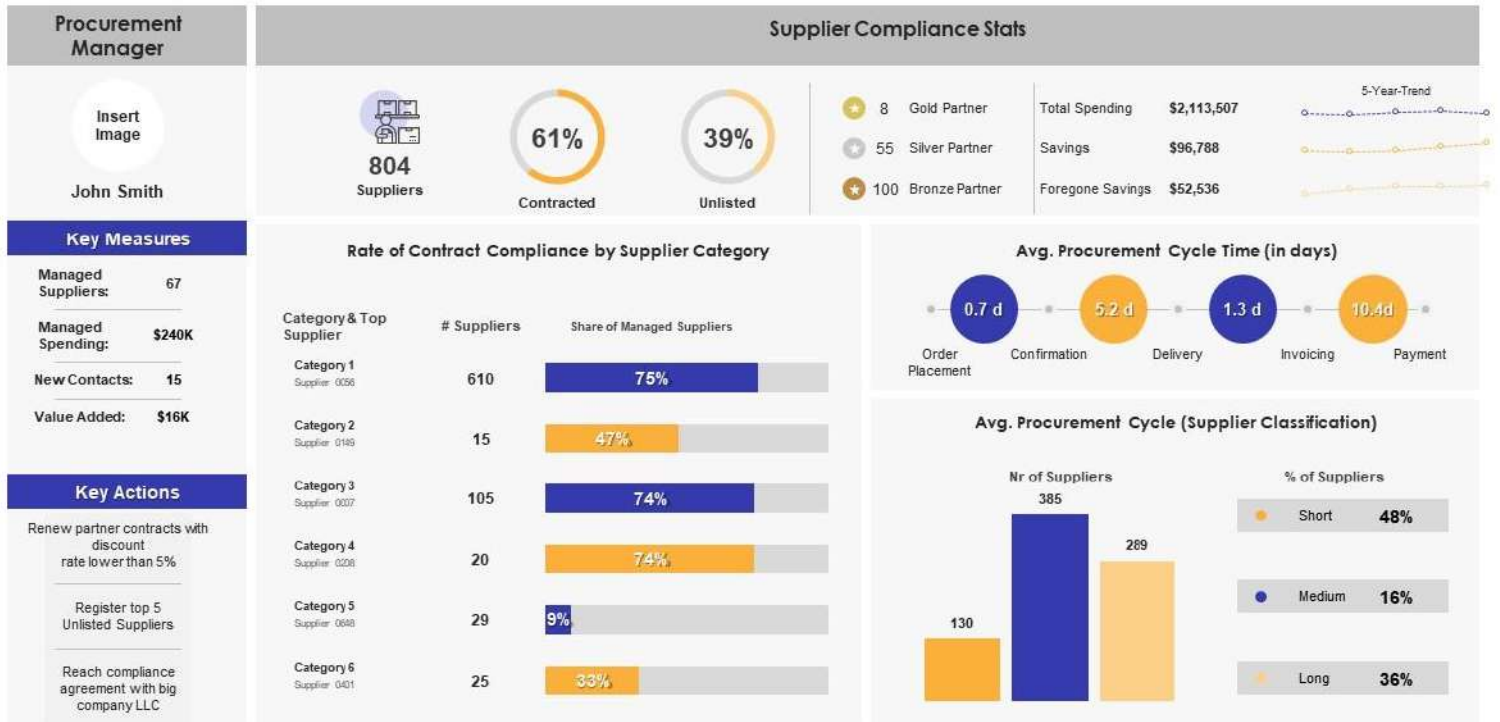 Procurement
Manager
Insert
Image
John Smith
Key Measures
Managed
Suppliers:
67
Managed
Spending:
$240K
New Contacts:
15
Value Added:
$16K
Key Actions
Renew partner contracts with
discount
rate lower than 5%
Register top 5
Unlisted Suppliers
Reach compliance
agreement with big
company LLC
Supplier Compliance Stats
804
Suppliers
61%
Contracted
39%
Unlisted
8 Gold Partner
55 Silver Partner
100 Bronze Partner
Total Spending $2,113,507
Savings $96,788
Foregone Savings $52,536
5-Year-Trend
Rate of Contract Compliance by Supplier Category
Category & Top
Supplier
# Suppliers
Share of Managed Suppliers
Category 1
Supplier 0056
610
75%
Category 2
Supplier 0149
15
47%
Category 3
Supplier 0007
105
74%
Category 4
Supplier 0208
20
74%
Category 5
Supplier 0648
29
9%
Category 6
Supplier 0401
25
33%
Avg. Procurement Cycle Time (in days)
0.7 d
5.2 d
1.3 d
10.4d
Order
Placement
Confirmation
Delivery
Invoicing
Payment
Avg. Procurement Cycle (Supplier Classification)
Nr of Suppliers
130
385
289
% of Suppliers
Short 48%
Medium 16%
Long 36%